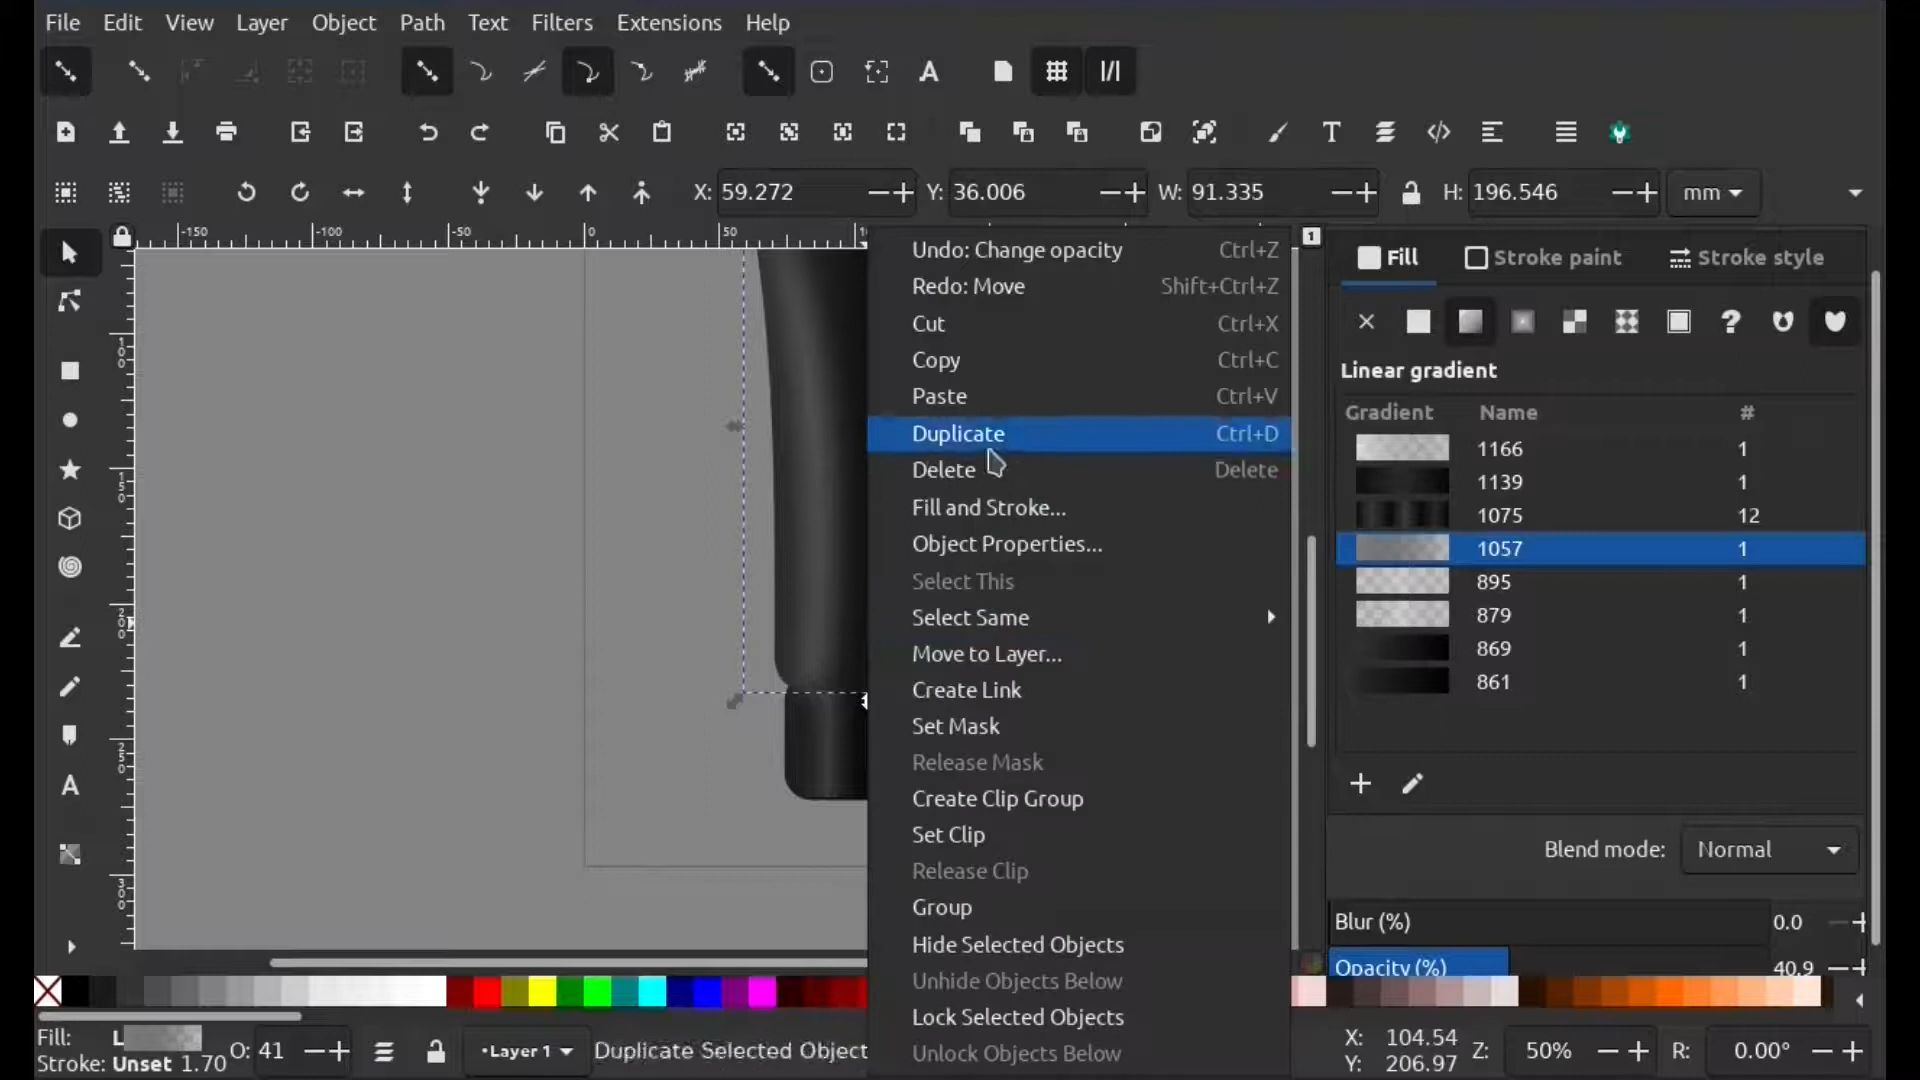 File Edit View Layer Object Path Text Filters Extensions Help
X: 59.272 Y: 36.006 W: 91.335 H: 196.546 mm
-150 -100 -50 0 50
1
Fill Stroke paint Stroke style
Undo: Change opacity Ctrl+Z
Redo: Move Shift+Ctrl+Z
Cut Ctrl+X
Copy Ctrl+C
Paste Ctrl+V
Duplicate Ctrl+D
Delete Delete
Fill and Stroke...
Object Properties...
Select This
Select Same
Move to Layer...
Create Link
Set Mask
Release Mask
Create Clip Group
Set Clip
Release Clip
Group
Hide Selected Objects
Unhide Objects Below
Lock Selected Objects
Unlock Objects Below
100
150
200
250
300
Linear gradient
Gradient Name #
1166 1
1139 1
1075 12
1057 1
895 1
879 1
869 1
861 1
Blend mode: Normal
Blur (%) 0.0
Opacity (%) 40.9
Fill: L
Stroke: Unset 1.70
O: 41
•Layer 1
Duplicate Selected Object
X: 104.54
Y: 206.97
Z: 50%
R: 0.00°